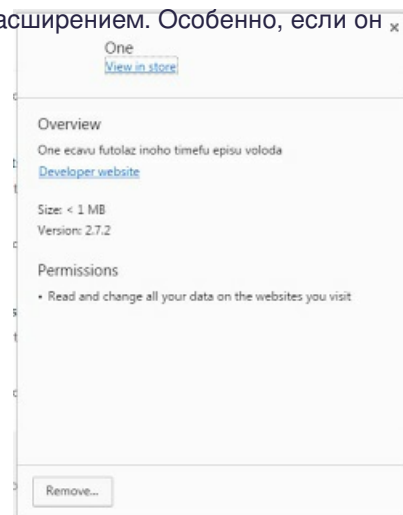 асширением. Особенно, если он
×
One
View in store
Overview
One ecavu futolaz inoho timefu episu voloda
Developer website
Size: < 1 MB
Version: 2.7.2
Permissions
• Read and change all your data on the websites you visit
Remove...